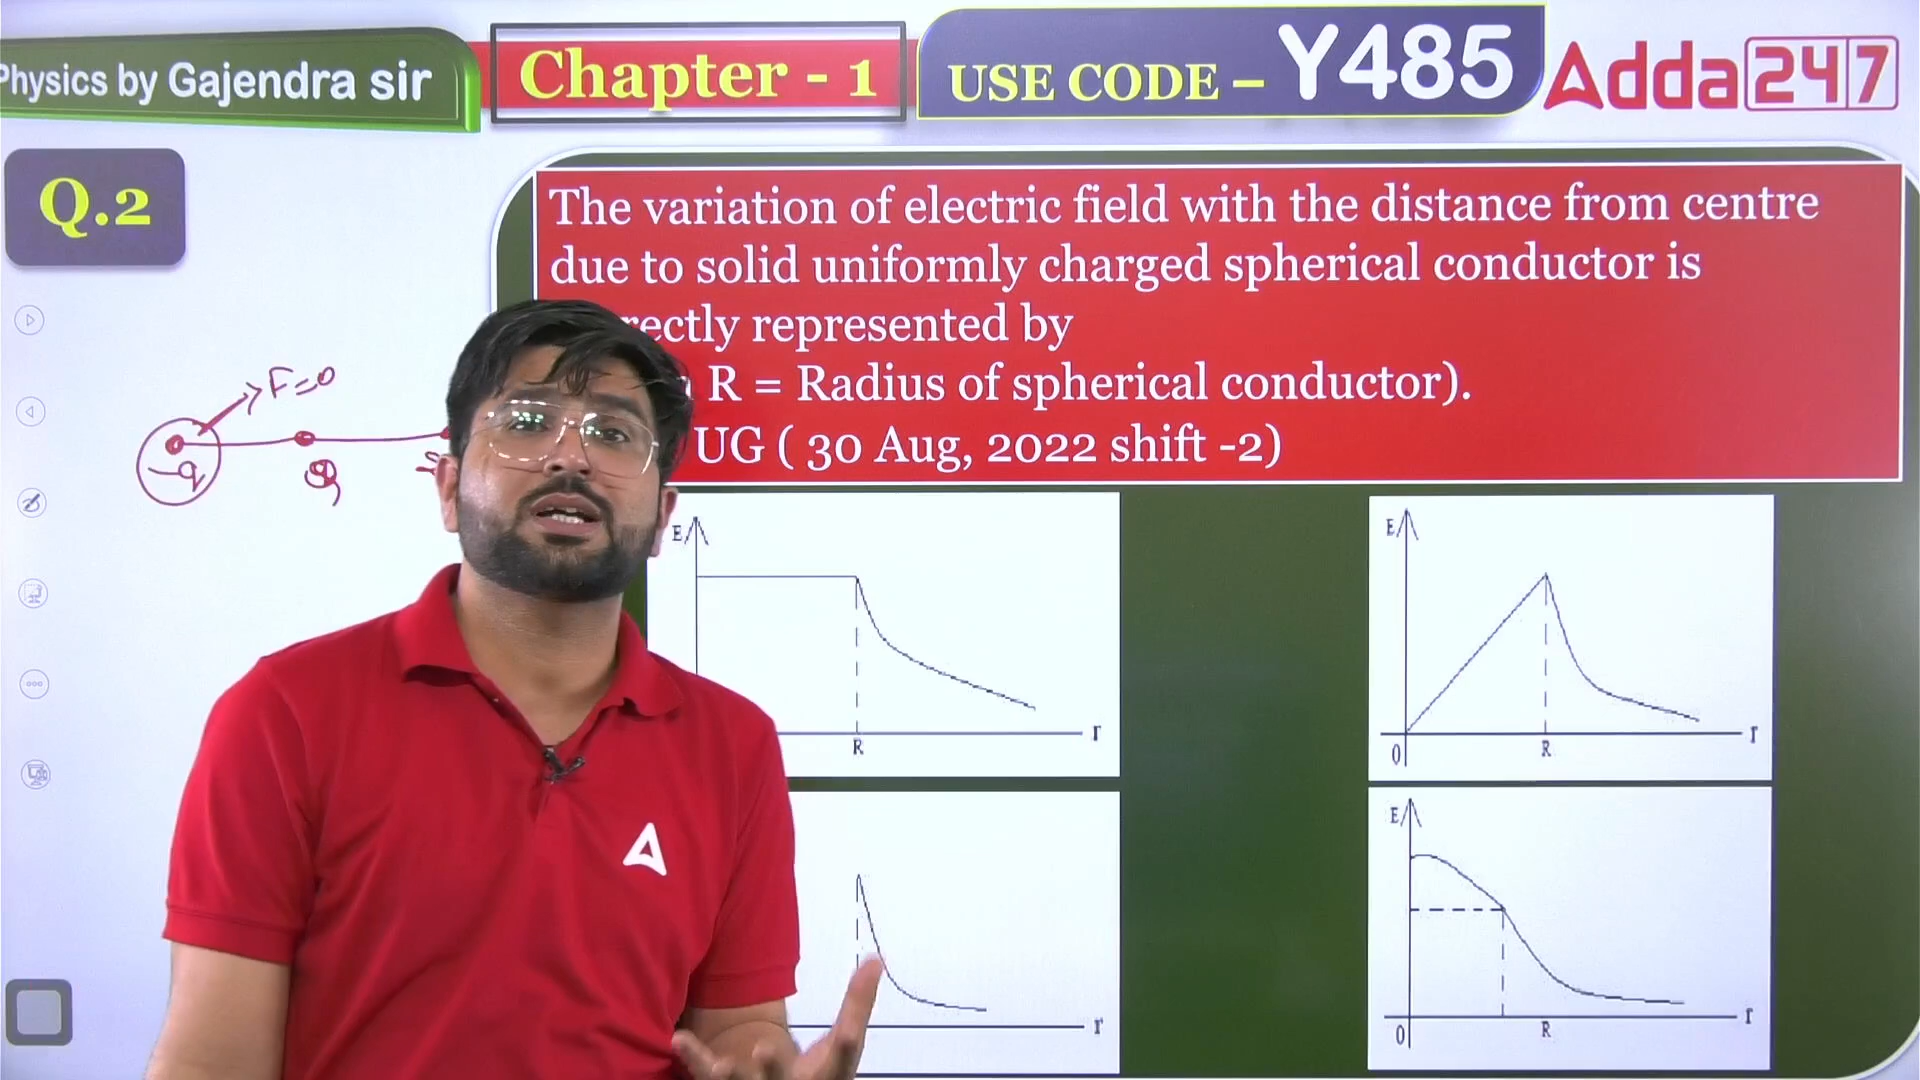 Physics by Gajendra sir
Chapter - 1
USE CODE – Y485
Adda247
Q.2
The variation of electric field with the distance from centre
due to solid uniformly charged spherical conductor is
represented by
R = Radius of spherical conductor).
UG ( 30 Aug, 2022 shift -2)
F=0
-q
Q
E
R
r
E
0
R
r
r
E
0
R
r